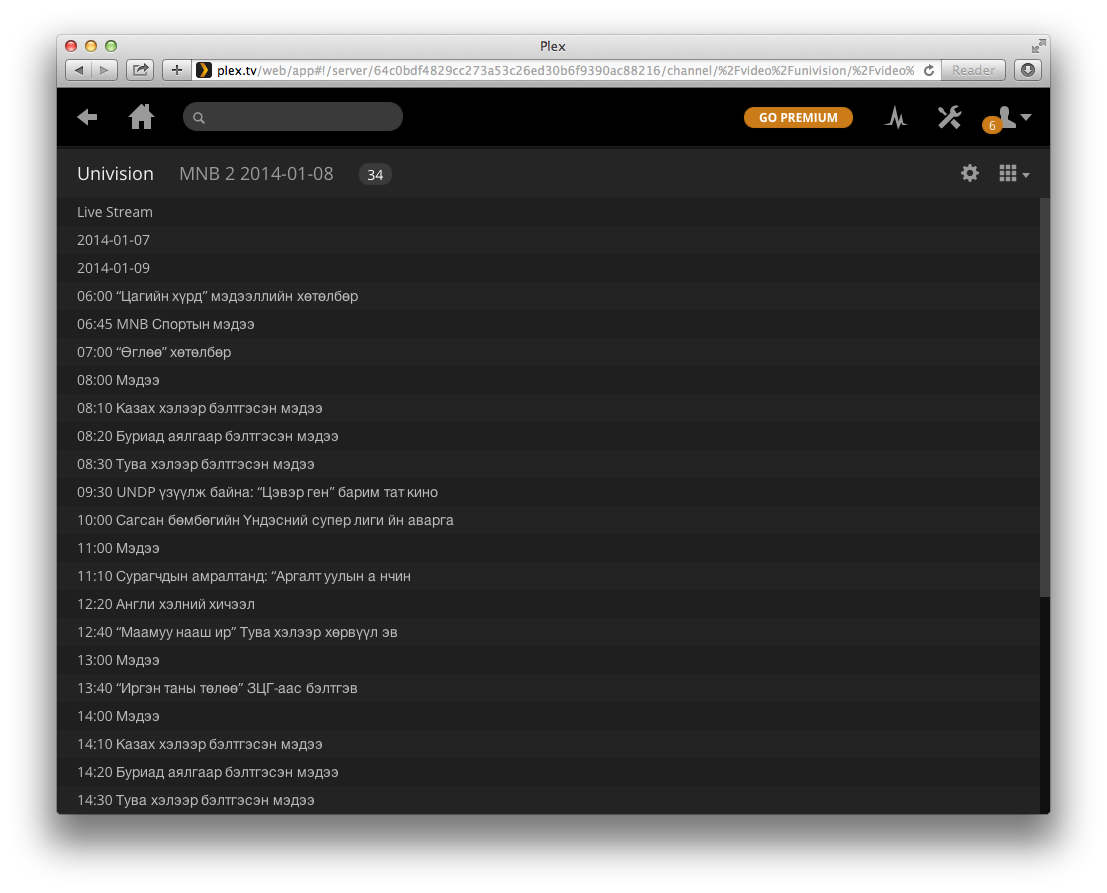 Plex
plex.tv/web/app#!/server/64c0bdf4829cc273a53c26ed30b6f9390ac88216/channel/%2Fvideo%2Funivision/%2Fvideo%
Reader
GO PREMIUM
6
Univision MNB 2 2014-01-08 34
Live Stream
2014-01-07
2014-01-09
06:00 “Цагийн хүрд” мэдээллийн хөтөлбөр
06:45 MNB Спортын мэдээ
07:00 “Өглөө” хөтөлбөр
08:00 Мэдээ
08:10 Казах хэлээр бэлтгэсэн мэдээ
08:20 Буриад аялгаар бэлтгэсэн мэдээ
08:30 Тува хэлээр бэлтгэсэн мэдээ
09:30 UNDP үзүүлж байна: “Цэвэр ген” барим тат кино
10:00 Сагсан бөмбөгийн Үндэсний супер лиги йн аварга
11:00 Мэдээ
11:10 Сурагчдын амралтанд: “Аргалт уулын а нчин
12:20 Англи хэлний хичээл
12:40 “Маамуу нааш ир” Тува хэлээр хөрвүүл эв
13:00 Мэдээ
13:40 “Иргэн таны төлөө” ЗЦГ-аас бэлтгэв
14:00 Мэдээ
14:10 Казах хэлээр бэлтгэсэн мэдээ
14:20 Буриад аялгаар бэлтгэсэн мэдээ
14:30 Тува хэлээр бэлтгэсэн мэдээ